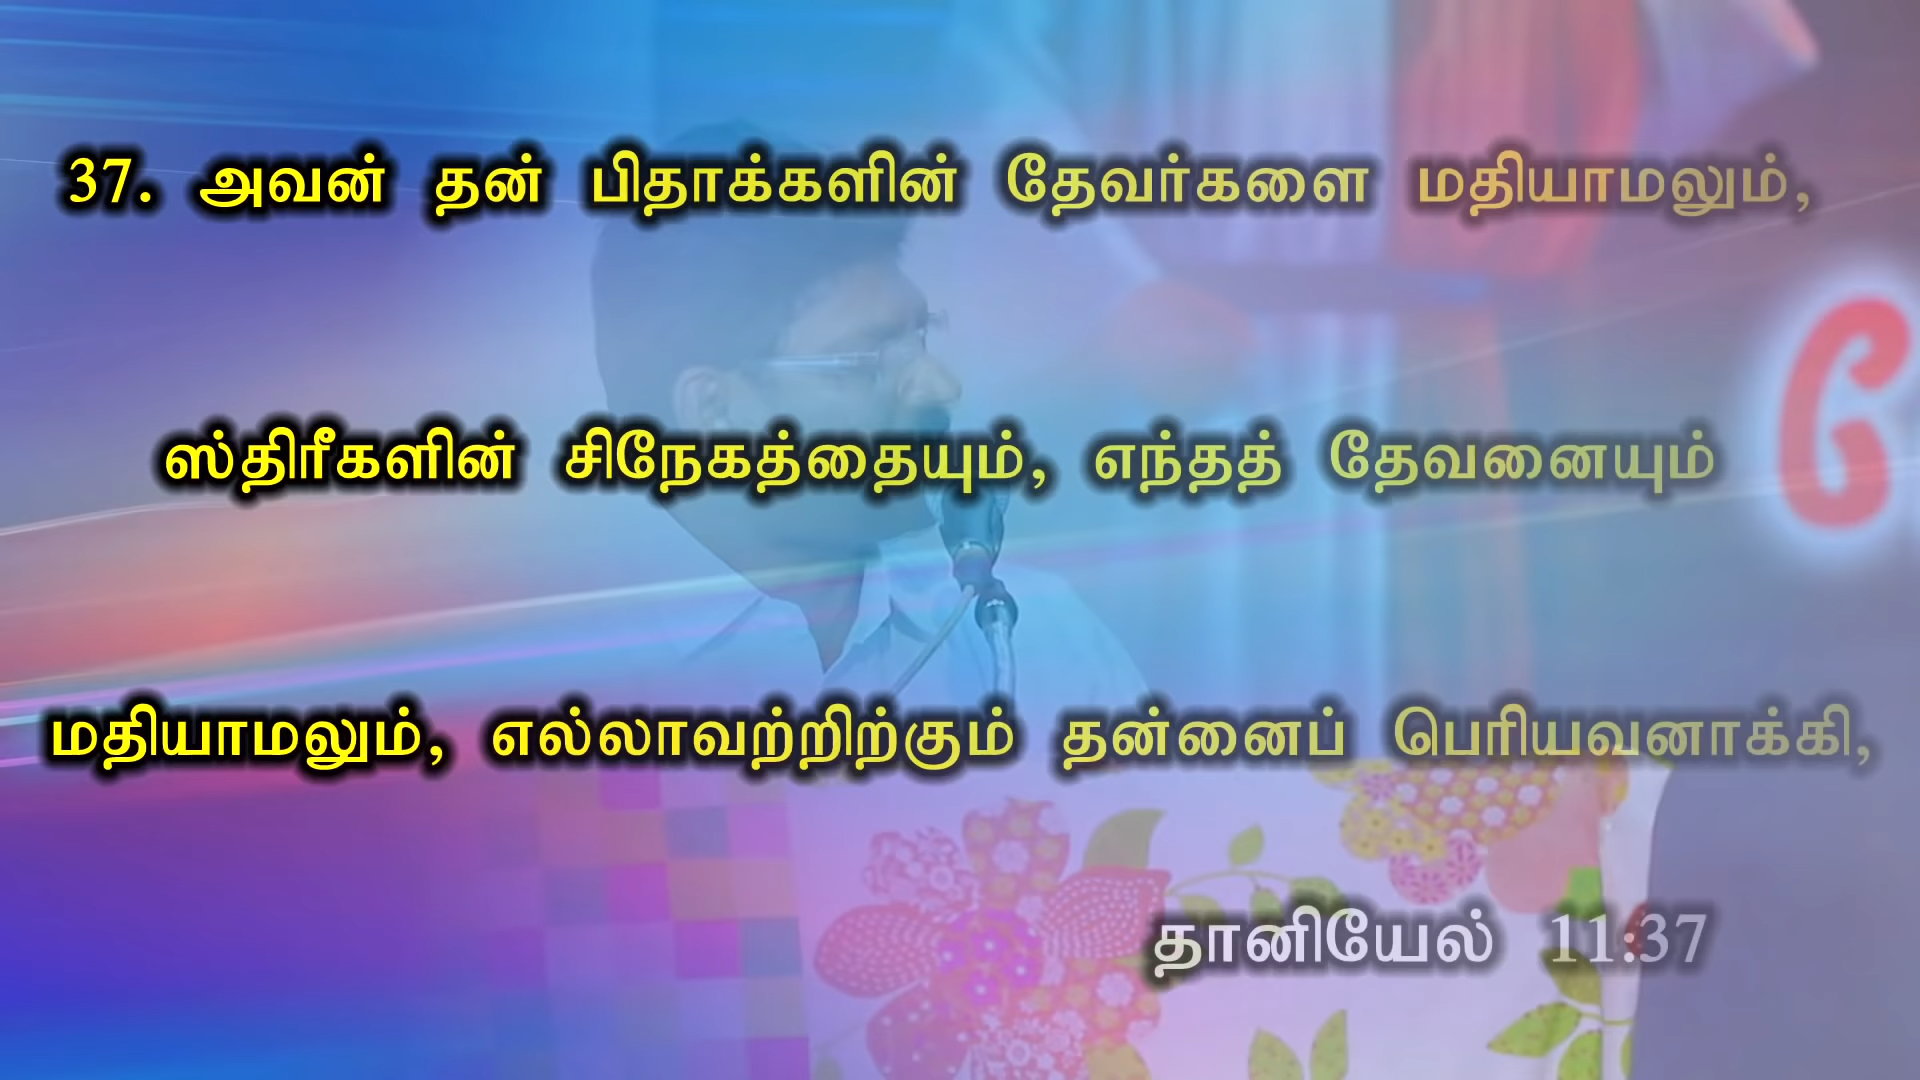 37. அவன் தன் பிதாக்களின் தேவர்களை மதியாமலும்,
ஸ்திரீகளின் சிநேகத்தையும், எந்தத் தேவனையும்
மதியாமலும், எல்லாவற்றிற்கும் தன்னைப் பெரியவனாக்கி,
தானியேல் 11:37